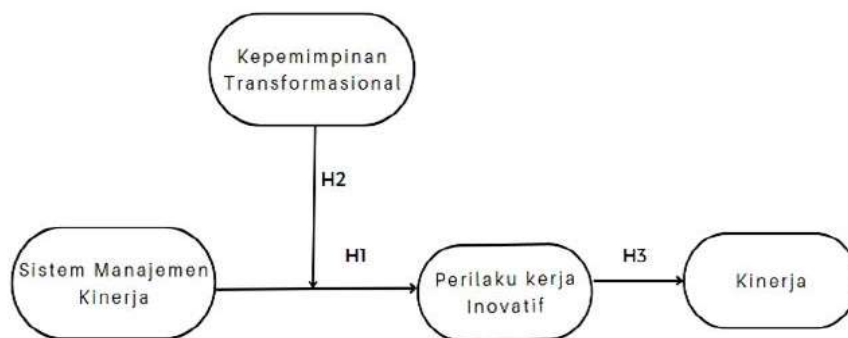 Kepemimpinan
Transformasional
H2
H1
H3
Sistem Manajemen
Kinerja
Perilaku kerja
Inovatif
Kinerja